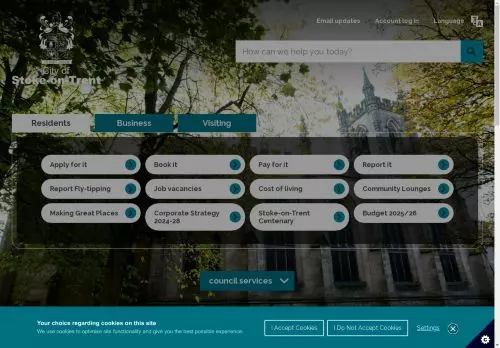 Email updates
Account log in
Language
City of
Stoke-on-Trent
How can we help you today?
Residents
Business
Visiting
Apply for it
Book it
Pay for it
Report it
Report Fly-tipping
Job vacancies
Cost of living
Community Lounges
Making Great Places
Corporate Strategy
2024-28
Stoke-on-Trent
Centenary
Budget 2025/26
council services
Your choice regarding cookies on this site
We use cookies to optimise site functionality and give you the best possible experience.
I Accept Cookies
I Do Not Accept Cookies
Settings